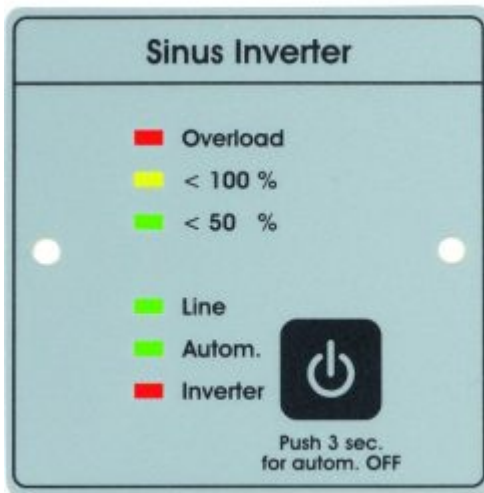 Sinus Inverter
Overload
< 100 %
< 50 %
Line
Autom.
Inverter
Push 3 sec.
for autom. OFF